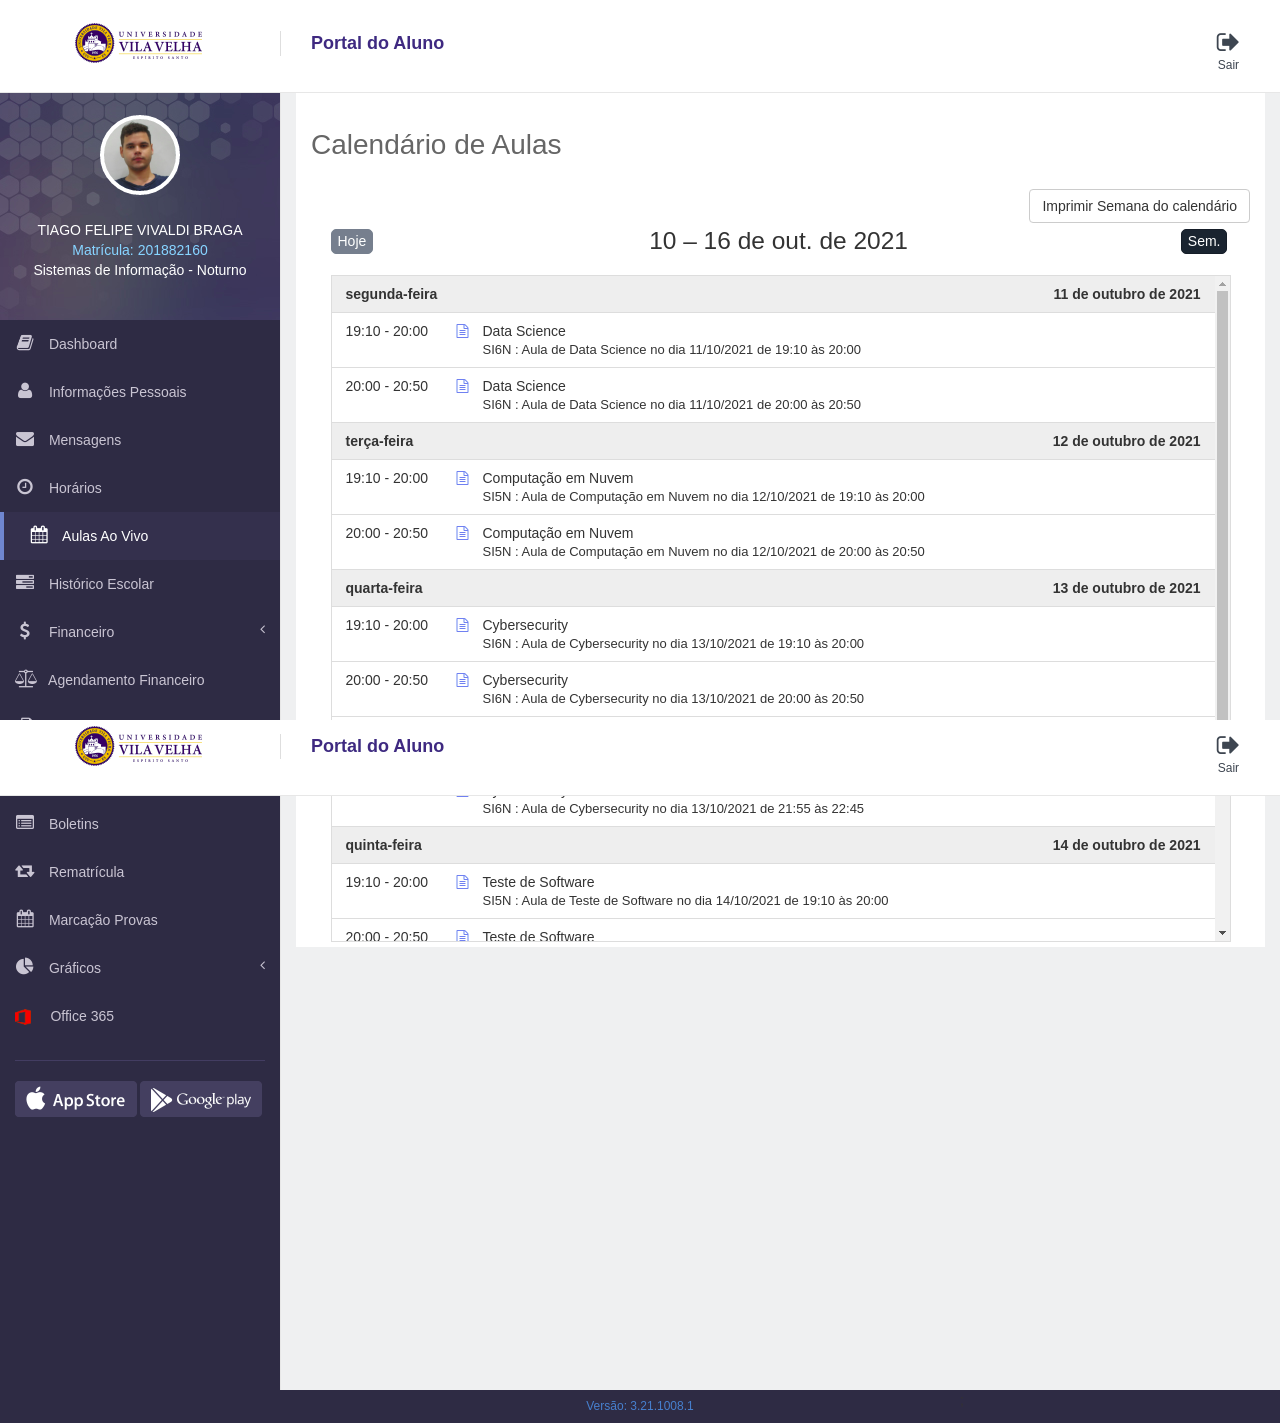 UNIVERSIDADE
VILA VELHA
ESPÍRITO SANTO
Portal do Aluno
Sair
TIAGO FELIPE VIVALDI BRAGA
Matrícula: 201882160
Sistemas de Informação - Noturno
Dashboard
Informações Pessoais
Mensagens
Horários
Aulas Ao Vivo
Histórico Escolar
Financeiro
Agendamento Financeiro
Calendário de Aulas
Imprimir Semana do calendário
Hoje
10 – 16 de out. de 2021
Sem.
segunda-feira 11 de outubro de 2021
19:10 - 20:00 Data Science
SI6N : Aula de Data Science no dia 11/10/2021 de 19:10 às 20:00
20:00 - 20:50 Data Science
SI6N : Aula de Data Science no dia 11/10/2021 de 20:00 às 20:50
terça-feira 12 de outubro de 2021
19:10 - 20:00 Computação em Nuvem
SI5N : Aula de Computação em Nuvem no dia 12/10/2021 de 19:10 às 20:00
20:00 - 20:50 Computação em Nuvem
SI5N : Aula de Computação em Nuvem no dia 12/10/2021 de 20:00 às 20:50
quarta-feira 13 de outubro de 2021
19:10 - 20:00 Cybersecurity
SI6N : Aula de Cybersecurity no dia 13/10/2021 de 19:10 às 20:00
20:00 - 20:50 Cybersecurity
SI6N : Aula de Cybersecurity no dia 13/10/2021 de 20:00 às 20:50
UNIVERSIDADE
VILA VELHA
ESPÍRITO SANTO
Portal do Aluno
Sair
Boletins
Rematrícula
Marcação Provas
Gráficos
Office 365
App Store
Google play
SI6N : Aula de Cybersecurity no dia 13/10/2021 de 21:55 às 22:45
quinta-feira 14 de outubro de 2021
19:10 - 20:00 Teste de Software
SI5N : Aula de Teste de Software no dia 14/10/2021 de 19:10 às 20:00
20:00 - 20:50 Teste de Software
Versão: 3.21.1008.1